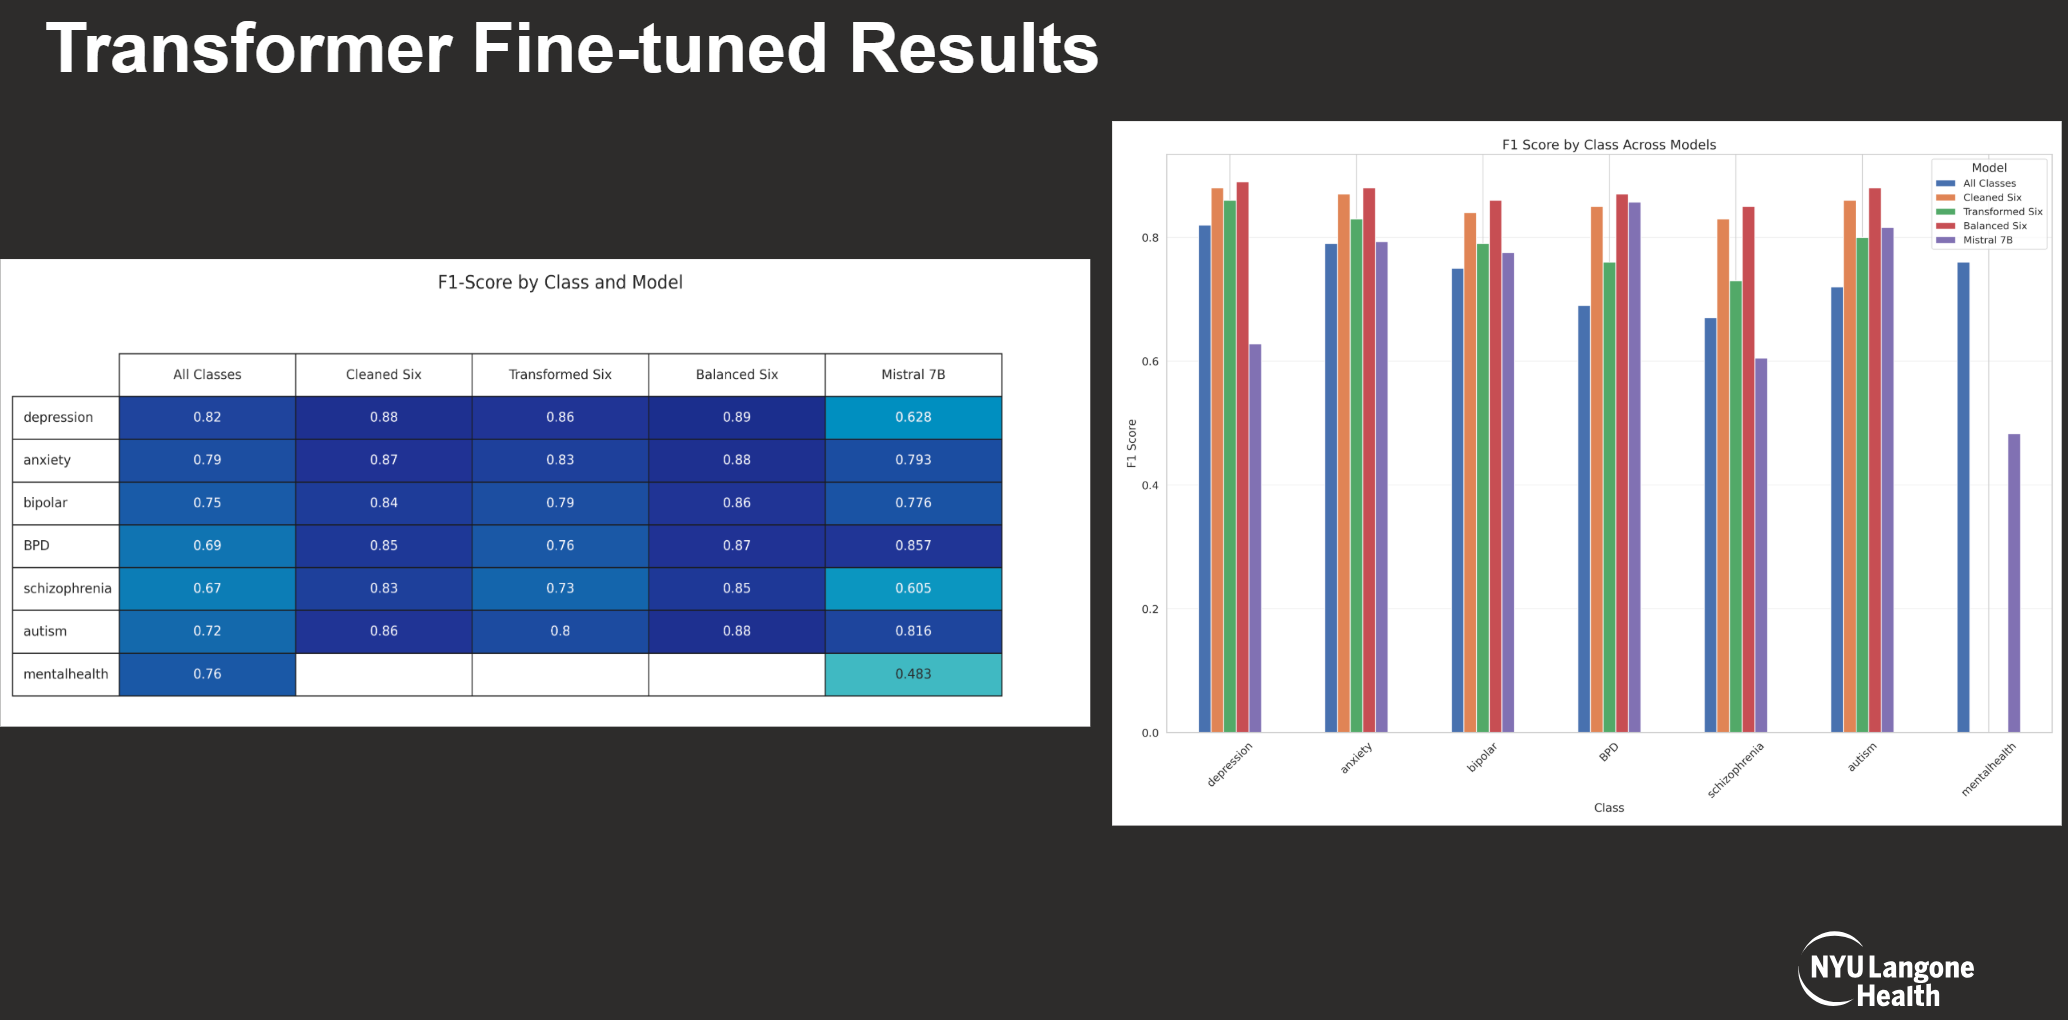 Transformer Fine-tuned Results
F1-Score by Class and Model
All Classes Cleaned Six Transformed Six Balanced Six Mistral 7B
depression 0.82 0.88 0.86 0.89 0.628
anxiety 0.79 0.87 0.83 0.88 0.793
bipolar 0.75 0.84 0.79 0.86 0.776
BPD 0.69 0.85 0.76 0.87 0.857
schizophrenia 0.67 0.83 0.73 0.85 0.605
autism 0.72 0.86 0.8 0.88 0.816
mentalhealth 0.76 0.483
F1 Score by Class Across Models
Model
All Classes
Cleaned Six
Transformed Six
Balanced Six
Mistral 7B
F1 Score
0.8
0.6
0.4
0.2
0.0
depression anxiety bipolar BPD schizophrenia autism mentalhealth
Class
NYU Langone
Health